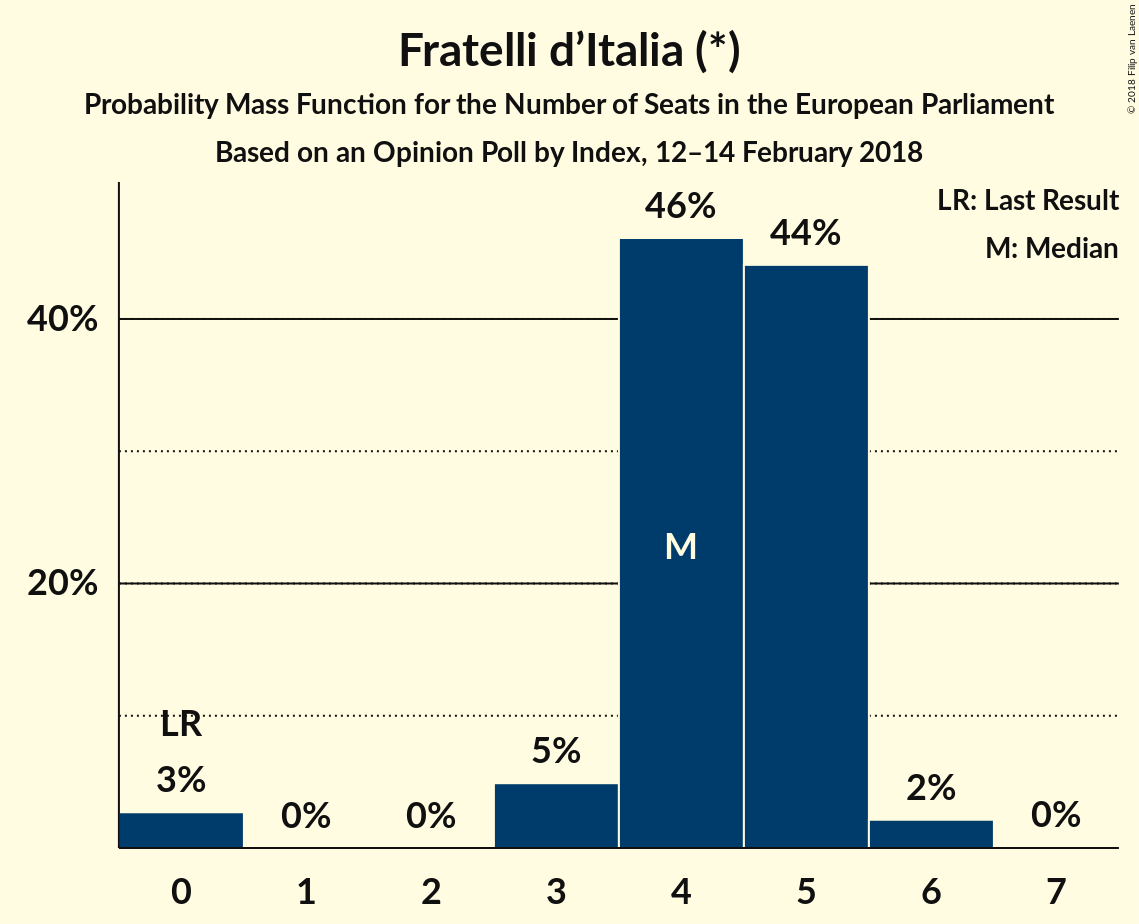 Fratelli d’Italia (*)
Probability Mass Function for the Number of Seats in the European Parliament
Based on an Opinion Poll by Index, 12–14 February 2018
© 2018 Filip van Laenen
LR: Last Result
M: Median
46%
44%
40%
M
20%
LR
3%
0%
0%
5%
2%
0%
0 1 2 3 4 5 6 7